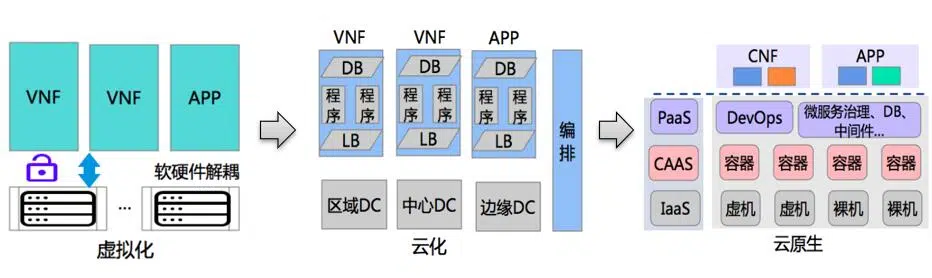 VNF
VNF
APP
软硬件解耦
...
虚拟化
VNF
VNF
APP
DB
DB
DB
程序
程序
程序
程序
程序
程序
LB
LB
LB
编排
区域DC
中心DC
边缘DC
云化
CNF
APP
PaaS
DevOps
微服务治理、DB、
中间件...
CAAS
容器
容器
容器
容器
IaaS
虚机
虚机
裸机
裸机
云原生